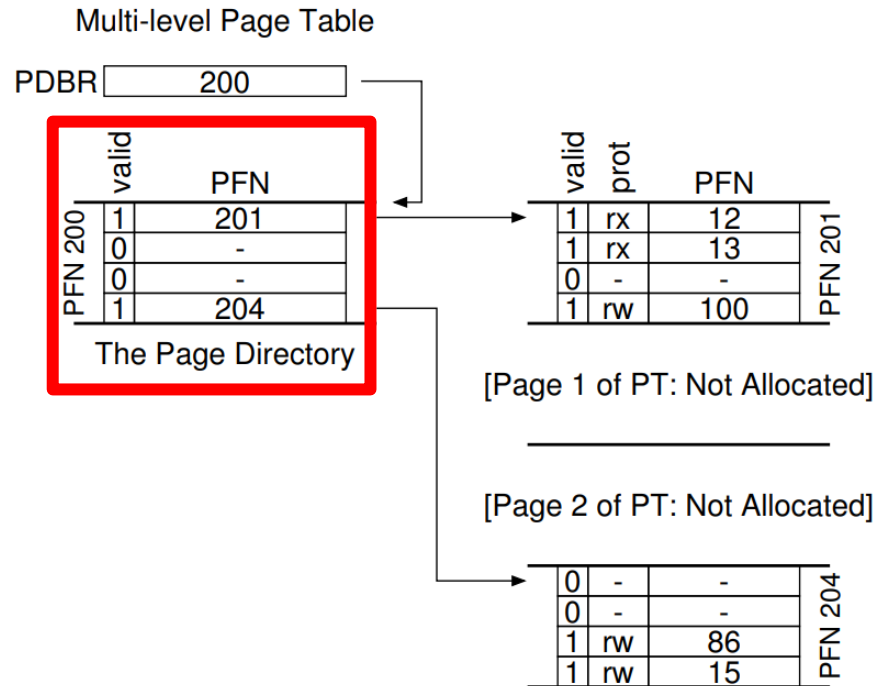 Multi-level Page Table
PDBR 200
valid PFN
PFN 200
1 201
0 -
0 -
1 204
The Page Directory
valid prot PFN
1 rx 12
1 rx 13
0 - -
1 rw 100
PFN 201
[Page 1 of PT: Not Allocated]
[Page 2 of PT: Not Allocated]
0 - -
0 - -
1 rw 86
1 rw 15
PFN 204